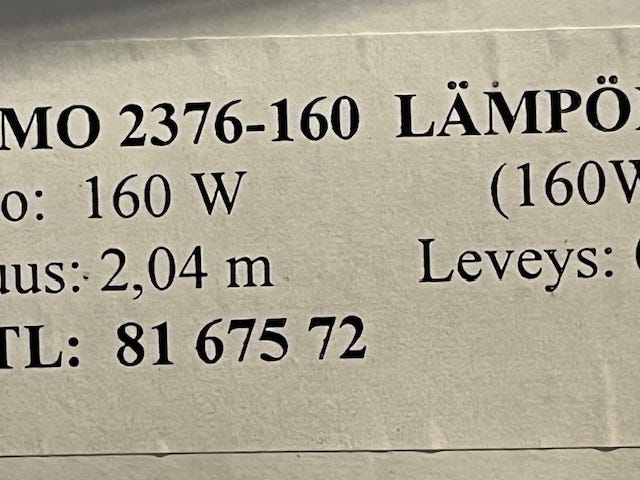 MO 2376-160 LÄMPÖ
o: 160 W (160W
uus: 2,04 m Leveys:
TL: 81 675 72